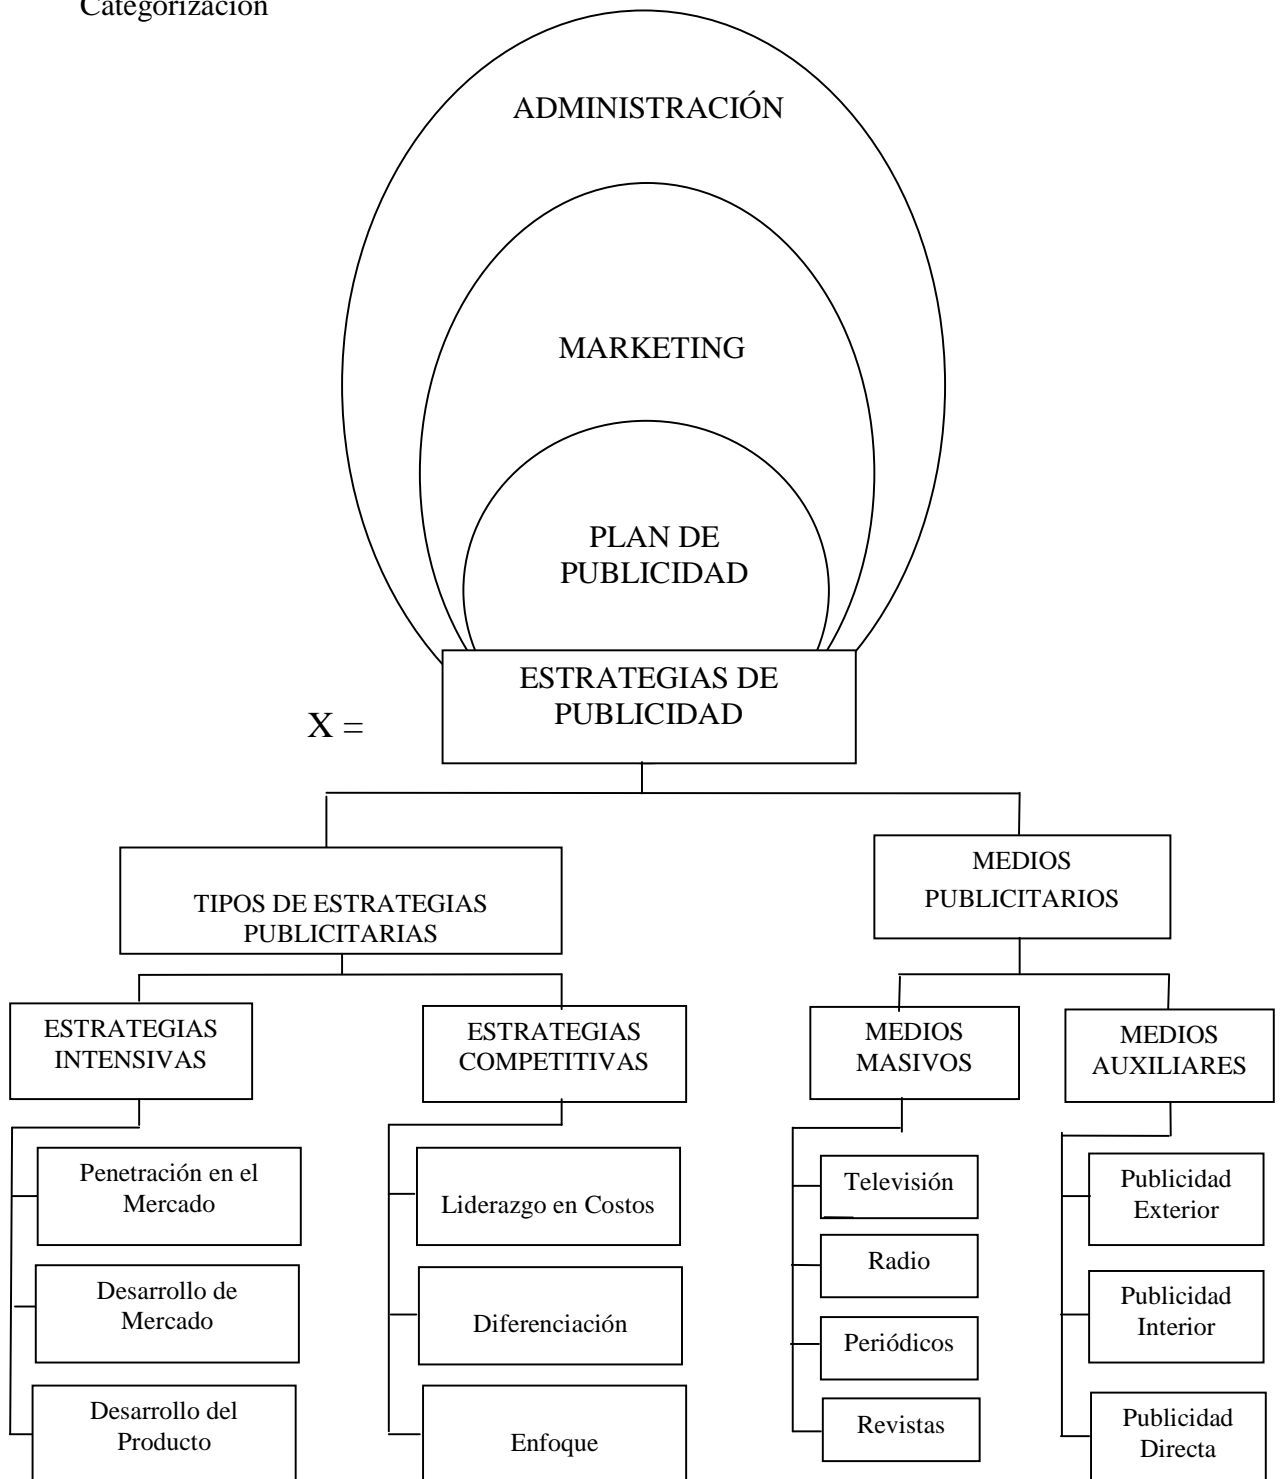 Categorización
ADMINISTRACIÓN
MARKETING
PLAN DE
PUBLICIDAD
ESTRATEGIAS DE
PUBLICIDAD
X =
TIPOS DE ESTRATEGIAS
PUBLICITARIAS
MEDIOS
PUBLICITARIOS
ESTRATEGIAS
INTENSIVAS
ESTRATEGIAS
COMPETITIVAS
MEDIOS
MASIVOS
MEDIOS
AUXILIARES
Penetración en el
Mercado
Desarrollo de
Mercado
Desarrollo del
Producto
Liderazgo en Costos
Diferenciación
Enfoque
Televisión
Radio
Periódicos
Revistas
Publicidad
Exterior
Publicidad
Interior
Publicidad
Directa